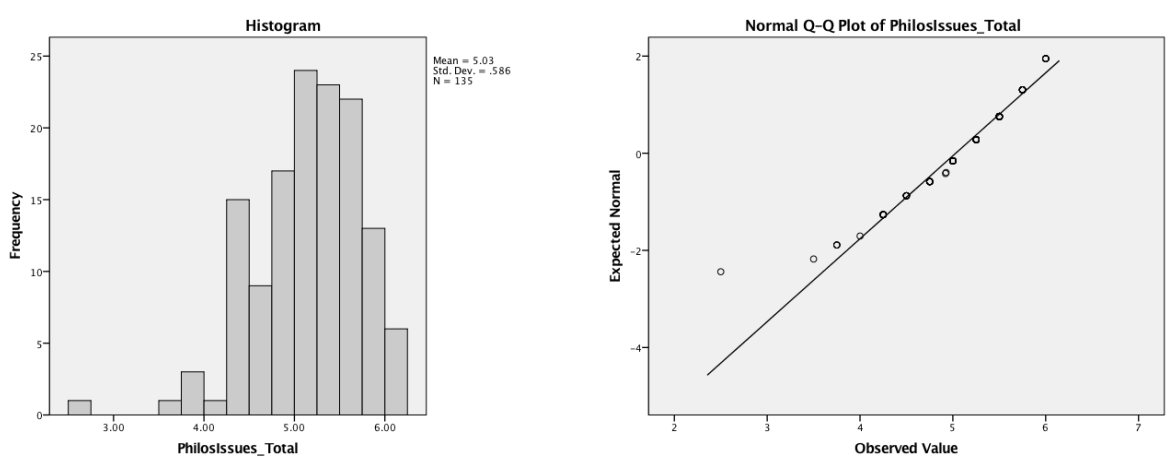 Histogram
25
20
15
10
5
0
Frequency
3.00 4.00 5.00 6.00
PhilosIssues_Total
Mean = 5.03
Std. Dev. = .586
N = 135
Normal Q-Q Plot of PhilosIssues_Total
2
0
-2
-4
Expected Normal
2 3 4 5 6 7
Observed Value